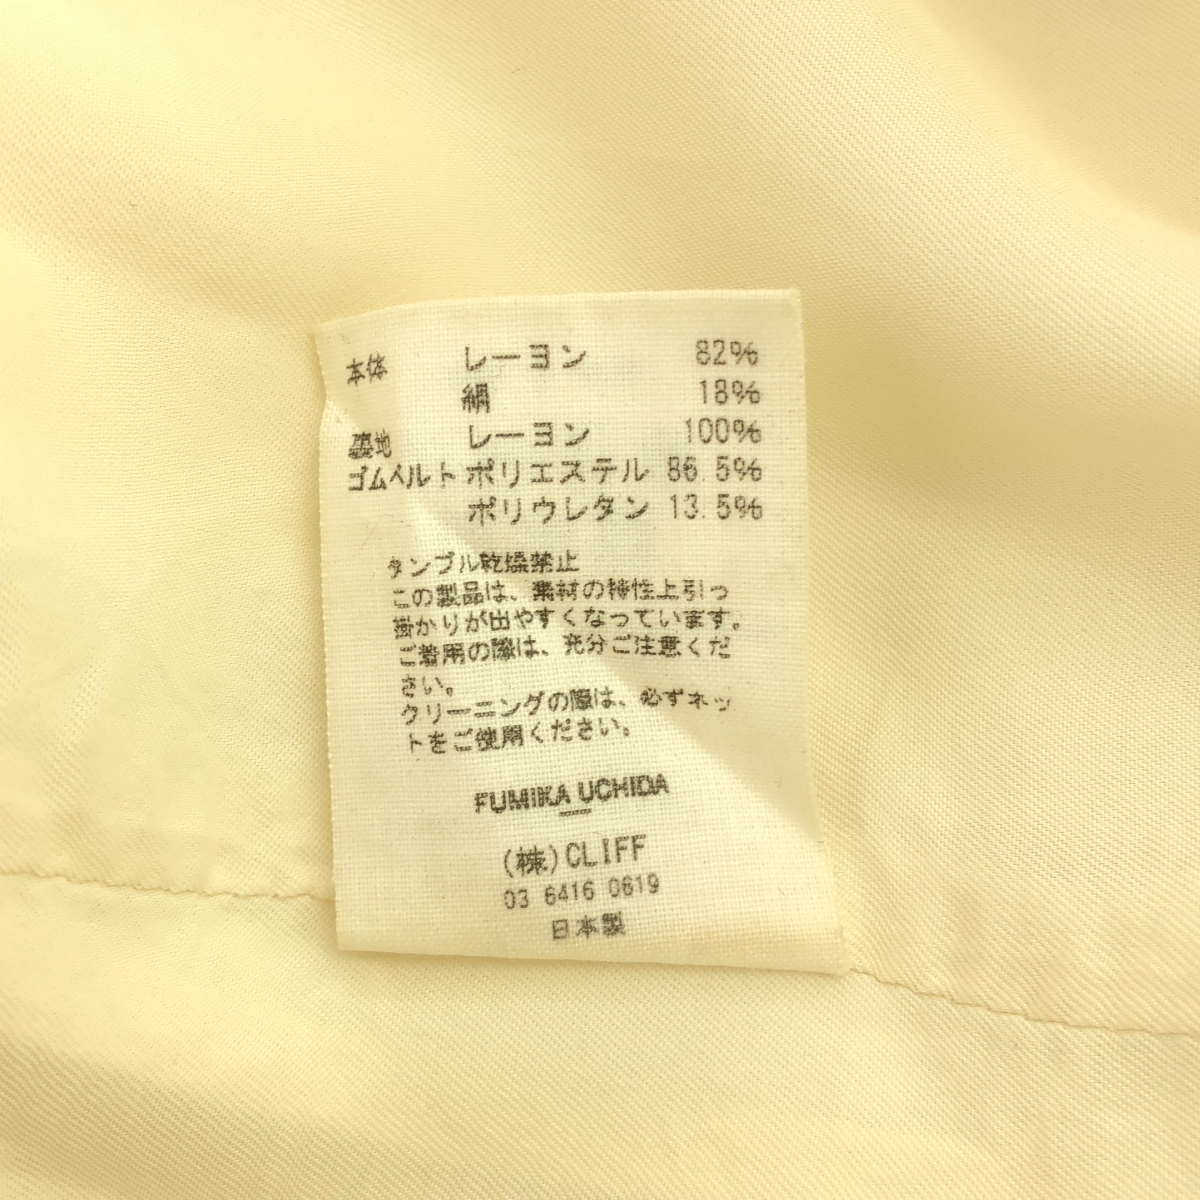 本体 レーヨン 82%
絹 18%
裏地 レーヨン 100%
ゴムベルト ポリエステル 86.5%
ポリウレタン 13.5%
タンブル乾燥禁止
この製品は、素材の特性上引っ
掛かりが出やすくなっています。
ご着用の際は、充分ご注意くだ
さい。
クリーニングの際は、必ずネッ
トをご使用ください。
FUMIKA_UCHIDA
(株)CLIFF
03 6416 0619
日本製